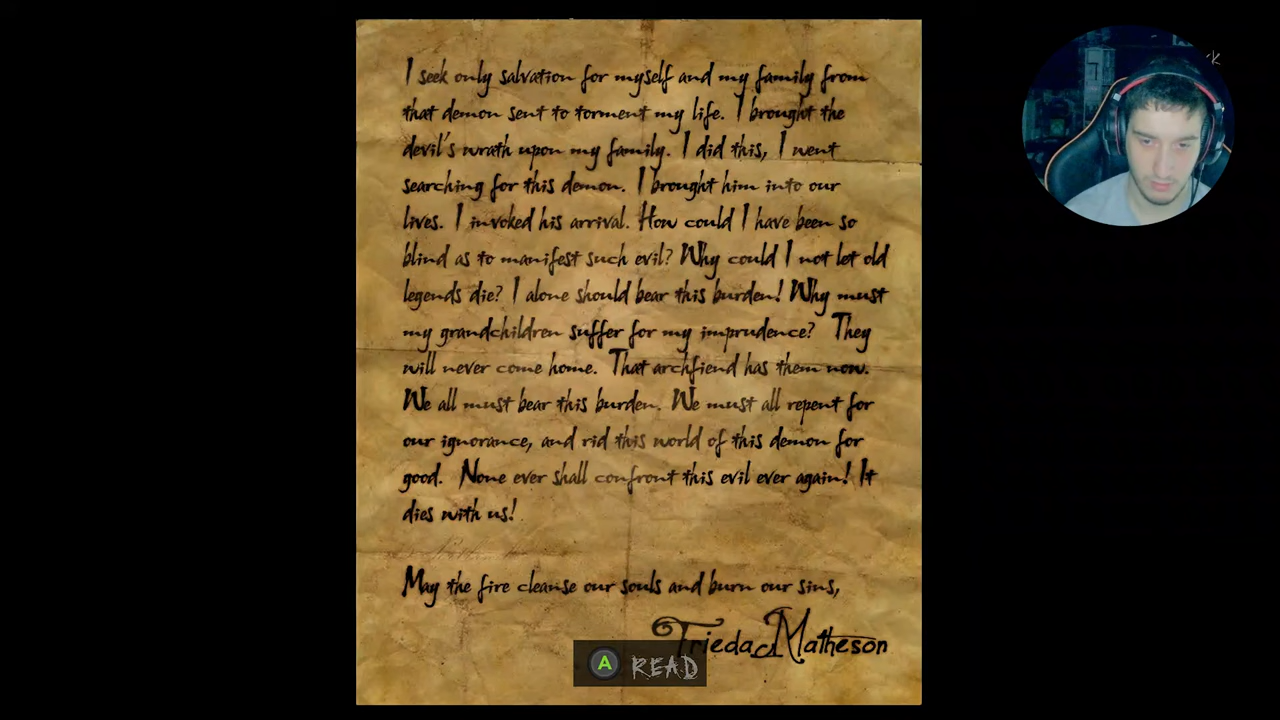 I seek only salvation for myself and my family from
that demon sent to torment my life. I brought the
devil's wrath upon my family. I did this, I went
searching for this demon. I brought him into our
lives. I invoked his arrival. How could I have been so
blind as to manifest such evil? Why could I not let old
legends die? I alone should bear this burden! Why must
my grandchildren suffer for my imprudence? They
will never come home. That archfiend has them now.
We all must bear this burden. We must all repent for
our ignorance, and rid this world of this demon for
good. None ever shall confront this evil ever again! It
dies with us!
May the fire cleanse our souls and burn our sins,
Frieda Matheson
A READ